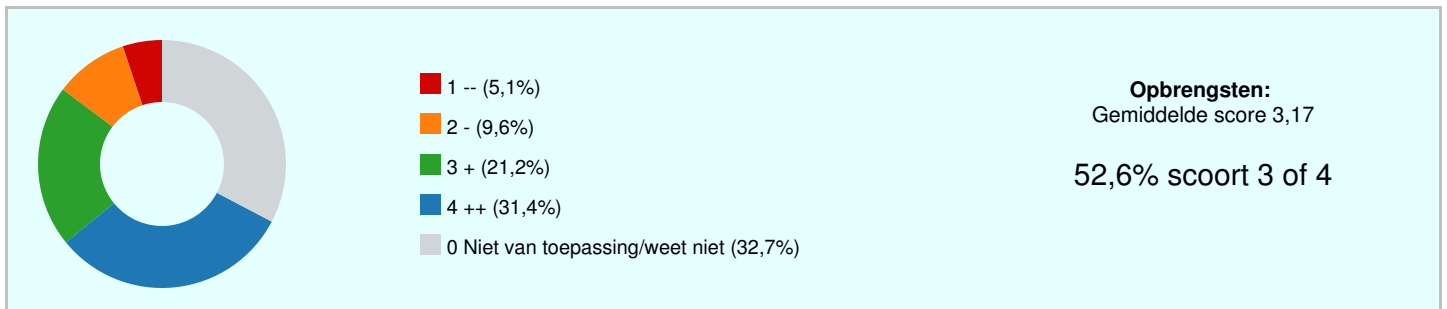 1 -- (5,1%)
2 - (9,6%)
3 + (21,2%)
4 ++ (31,4%)
0 Niet van toepassing/weet niet (32,7%)
Opbrengsten:
Gemiddelde score 3,17
52,6% scoort 3 of 4